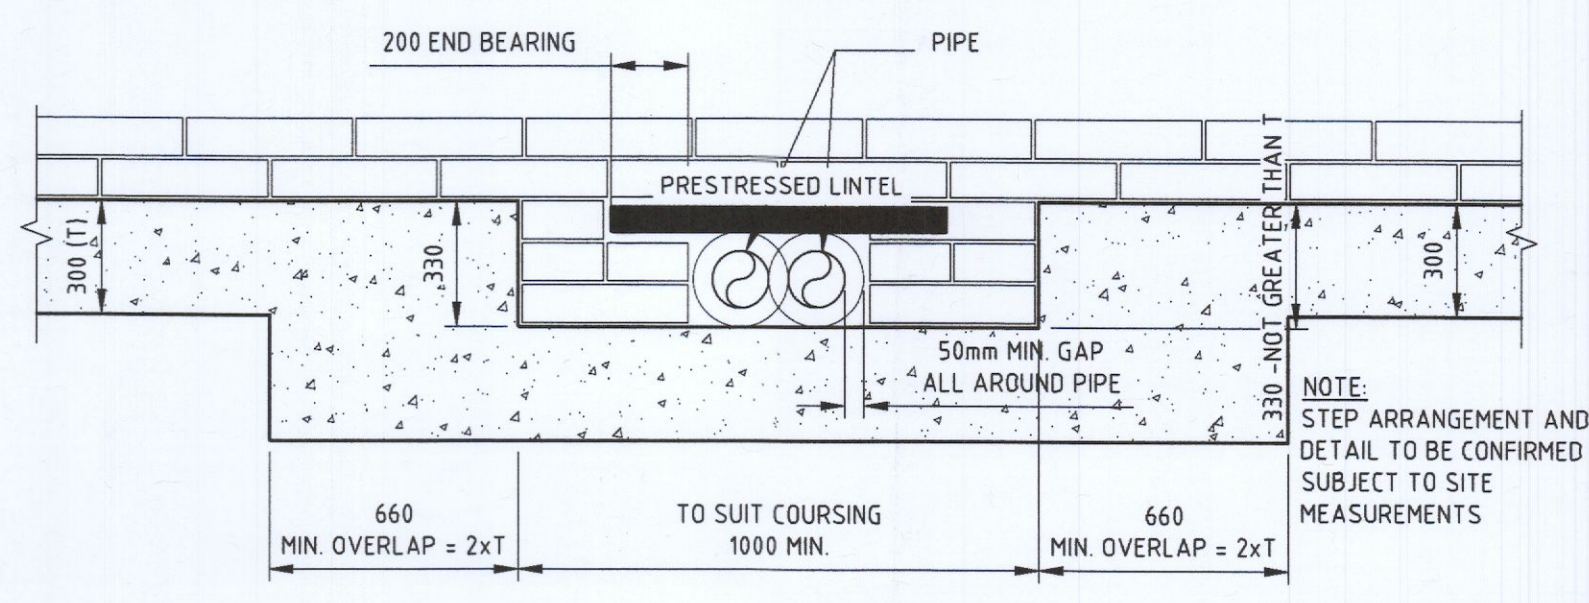 200 END BEARING
PIPE
PRESTRESSED LINTEL
300 (T)
330
330 -NOT GREATER THAN T
300
50mm MIN. GAP
ALL AROUND PIPE
NOTE:
STEP ARRANGEMENT AND
DETAIL TO BE CONFIRMED
SUBJECT TO SITE
MEASUREMENTS
660
MIN. OVERLAP = 2xT
TO SUIT COURSING
1000 MIN.
660
MIN. OVERLAP = 2xT